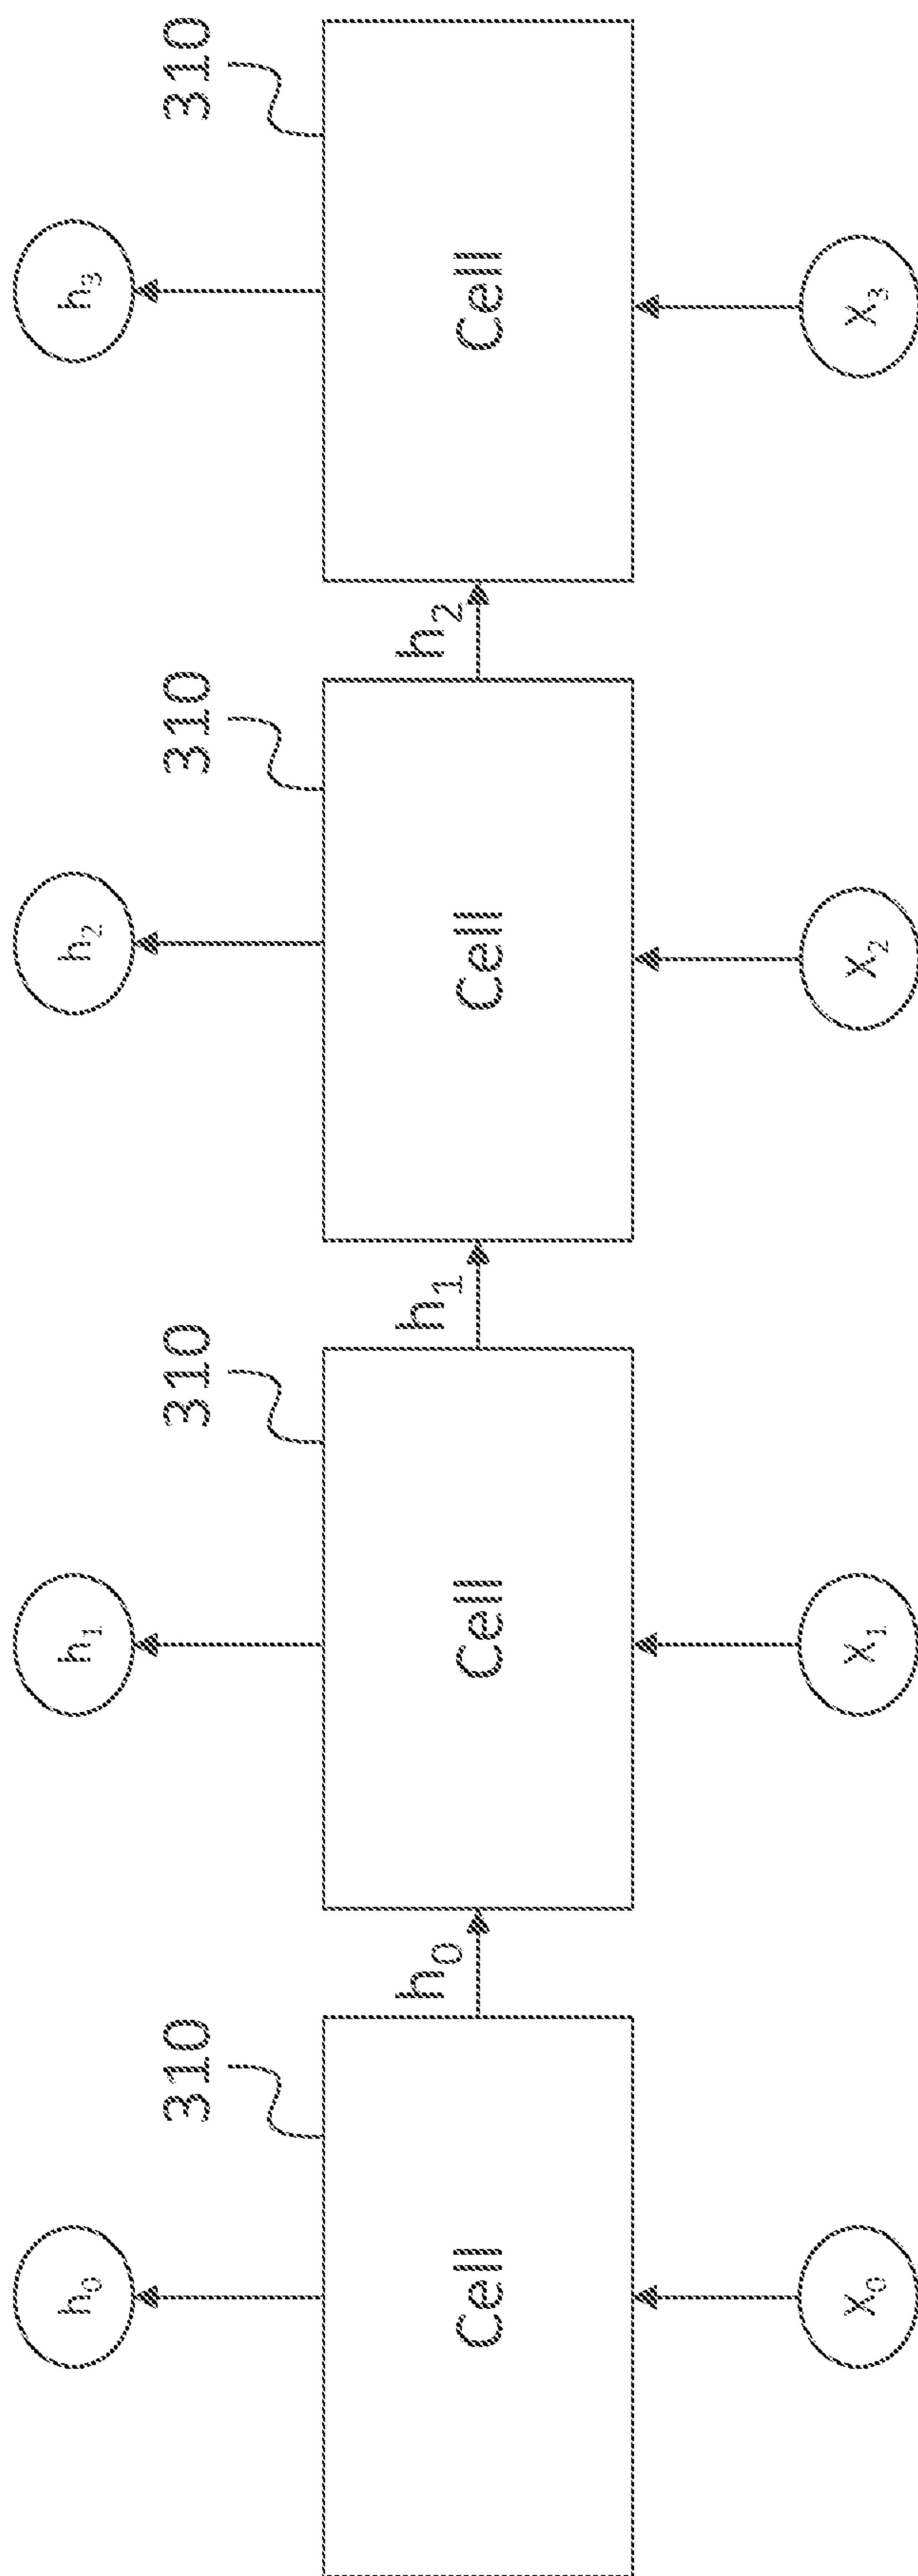 h₀
h₁
h₂
h₃
310
310
310
310
h₀
h₁
h₂
Cell
Cell
Cell
Cell
X₀
X₁
X₂
X₃